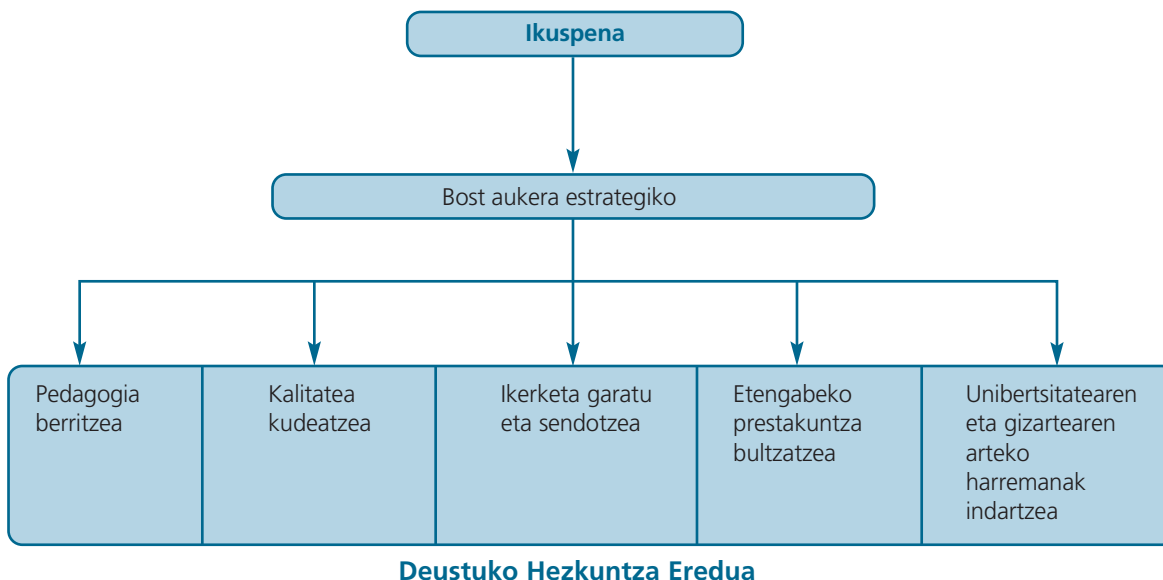 Ikuspena
Bost aukera estrategiko
Pedagogia
berritzea
Kalitatea
kudeatzea
Ikerketa garatu
eta sendotzea
Etengabeko
prestakuntza
bultzatzea
Unibertsitatearen
eta gizartearen
arteko
harremanak
indartzea
Deustuko Hezkuntza Eredua